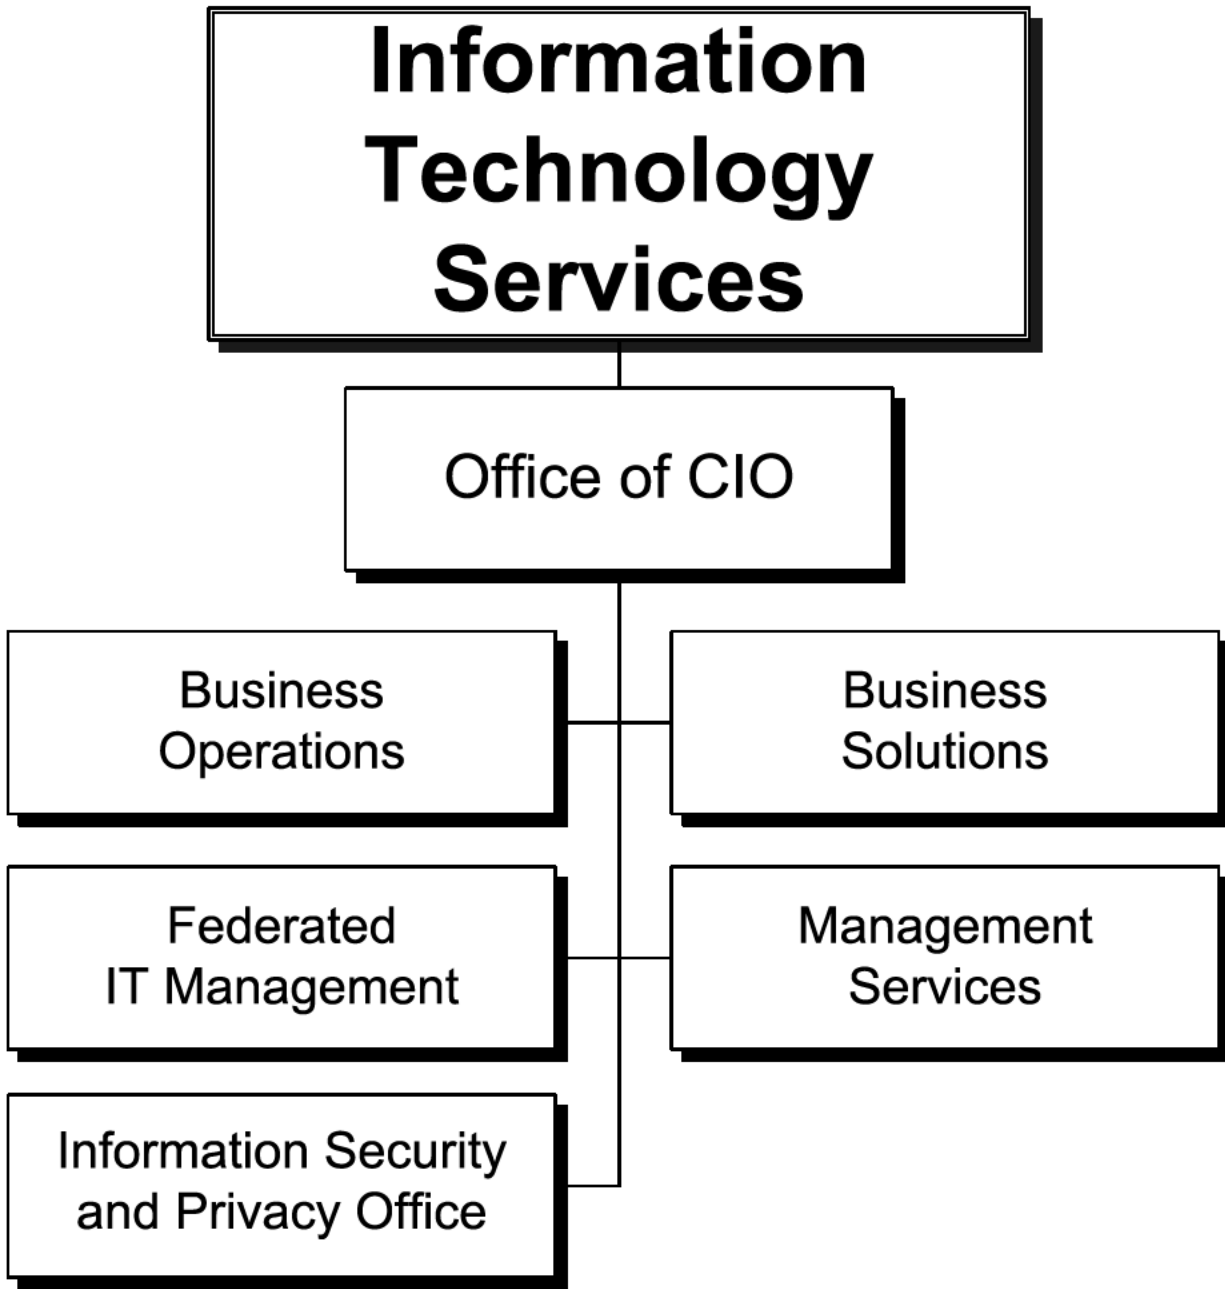 Information
Technology
Services
Office of CIO
Business
Operations
Business
Solutions
Federated
IT Management
Management
Services
Information Security
and Privacy Office